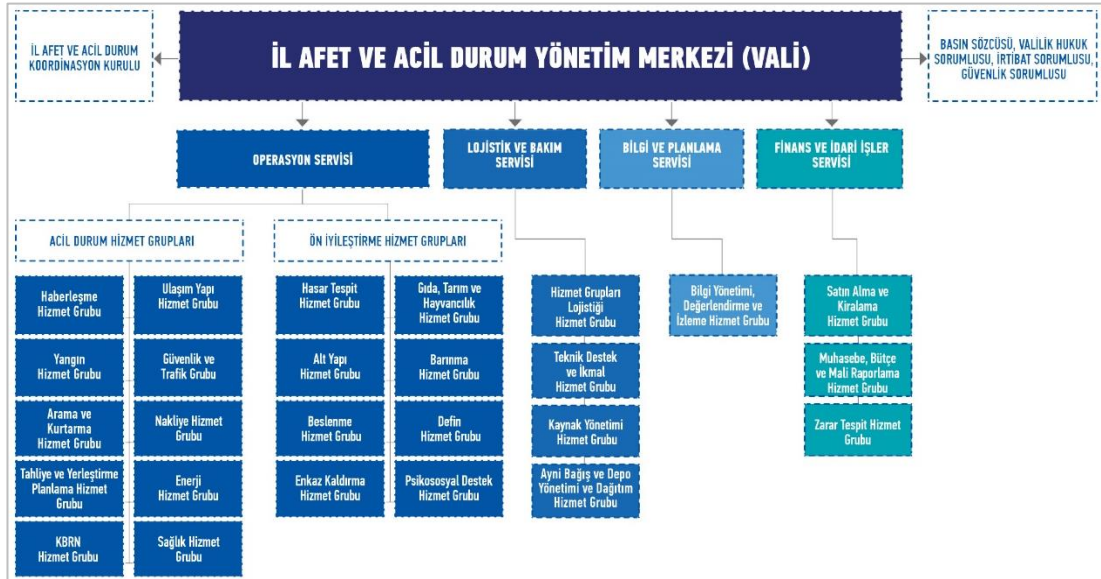 İL AFET VE ACİL DURUM
KOORDİNASYON KURULU
İL AFET VE ACİL DURUM YÖNETİM MERKEZİ (VALİ)
BASIN SÖZCÜSÜ, VALİLİK HUKUK
SORUMLUSU, İRTİBAT SORUMLUSU,
GÜVENLİK SORUMLUSU
OPERASYON SERVİSİ
LOJİSTİK VE BAKIM
SERVİSİ
BİLGİ VE PLANLAMA
SERVİSİ
FİNANS VE İDARİ İŞLER
SERVİSİ
ACİL DURUM HİZMET GRUPLARI
ÖN İYİLEŞTİRME HİZMET GRUPLARI
Haberleşme
Hizmet Grubu
Ulaşım Yapı
Hizmet Grubu
Yangın
Hizmet Grubu
Güvenlik ve
Trafik Grubu
Arama ve
Kurtarma
Hizmet Grubu
Nakliye Hizmet
Grubu
Tahliye ve Yerleştirme
Planlama Hizmet
Grubu
Enerji
Hizmet Grubu
KBRN
Hizmet Grubu
Sağlık Hizmet
Grubu
Hasar Tespit
Hizmet Grubu
Gıda, Tarım ve
Hayvancılık
Hizmet Grubu
Alt Yapı
Hizmet Grubu
Barınma
Hizmet Grubu
Beslenme
Hizmet Grubu
Defin
Hizmet Grubu
Enkaz Kaldırma
Hizmet Grubu
Psikososyal Destek
Hizmet Grubu
Hizmet Grupları
Lojistiği
Hizmet Grubu
Teknik Destek
ve İkmal
Hizmet Grubu
Kaynak Yönetimi
Hizmet Grubu
Ayni Bağış ve Depo
Yönetimi ve Dağıtım
Hizmet Grubu
Bilgi Yönetimi,
Değerlendirme ve
İzleme Hizmet Grubu
Satın Alma ve
Kiralama
Hizmet Grubu
Muhasebe, Bütçe
ve Mali Raporlama
Hizmet Grubu
Zarar Tespit Hizmet
Grubu